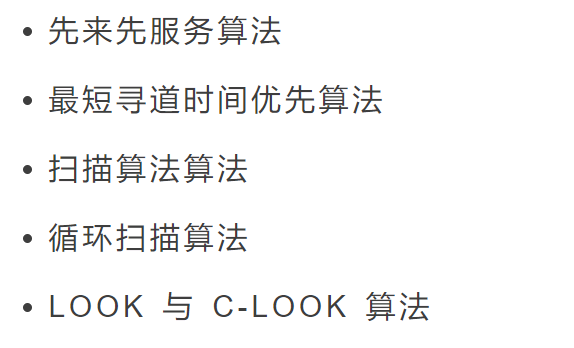 • 先来先服务算法
• 最短寻道时间优先算法
• 扫描算法算法
• 循环扫描算法
• LOOK 与 C-LOOK 算法